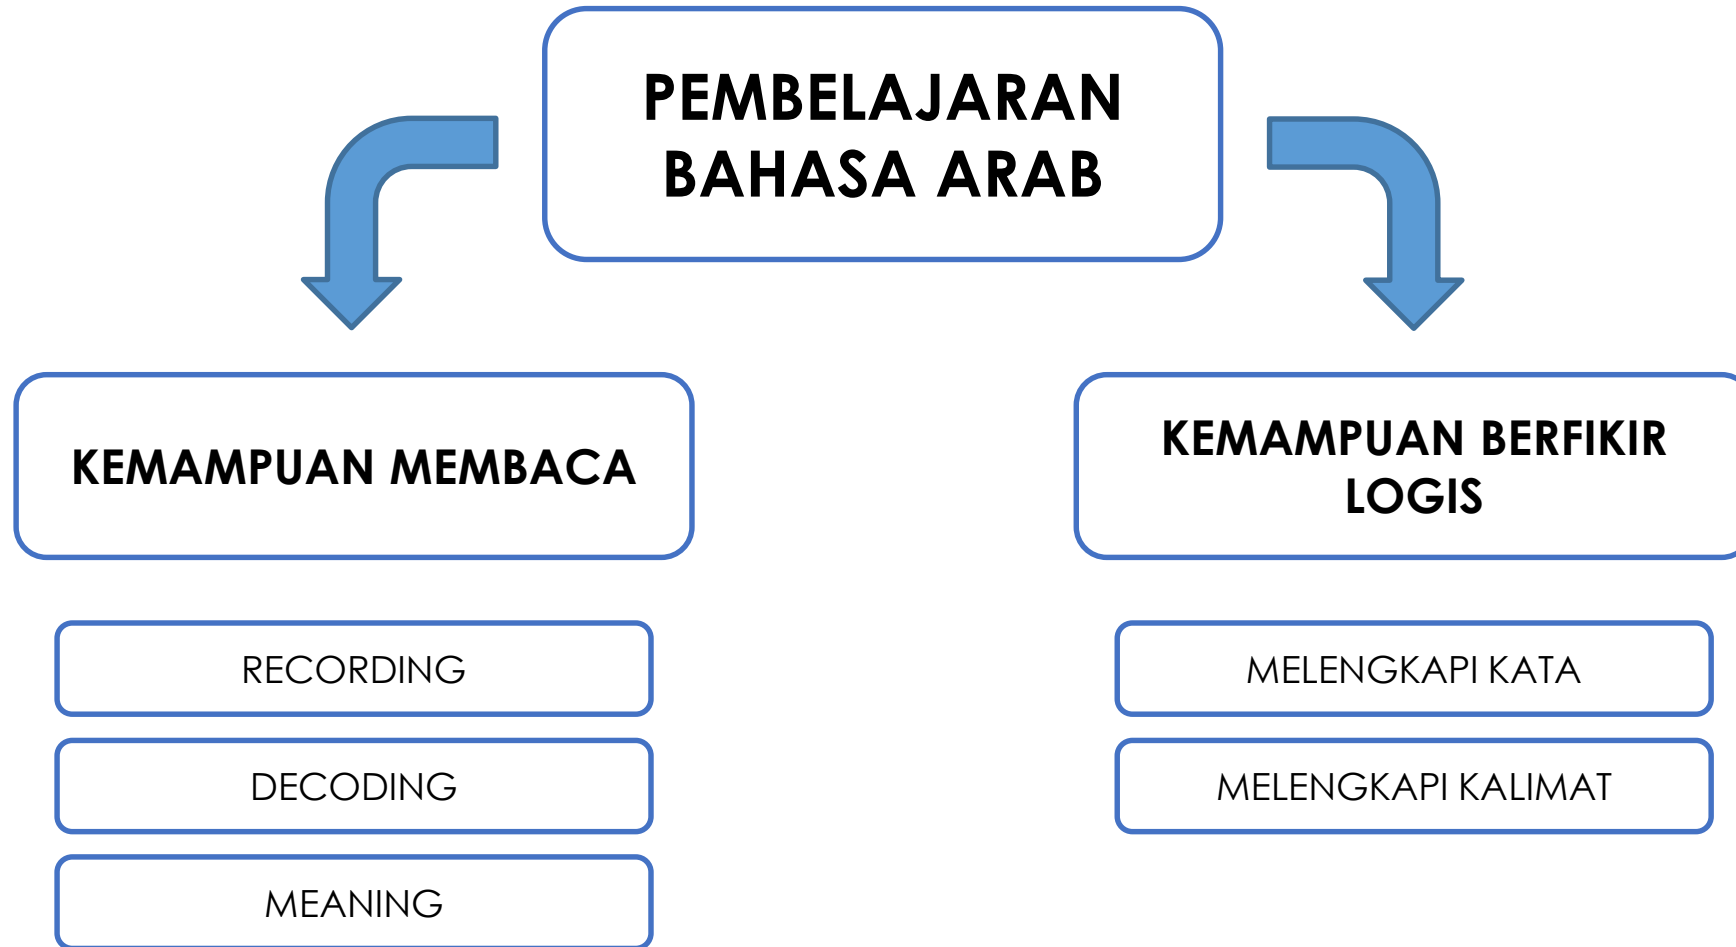 PEMBELAJARAN
BAHASA ARAB
KEMAMPUAN MEMBACA
RECORDING
DECODING
MEANING
KEMAMPUAN BERFIKIR
LOGIS
MELENGKAPI KATA
MELENGKAPI KALIMAT